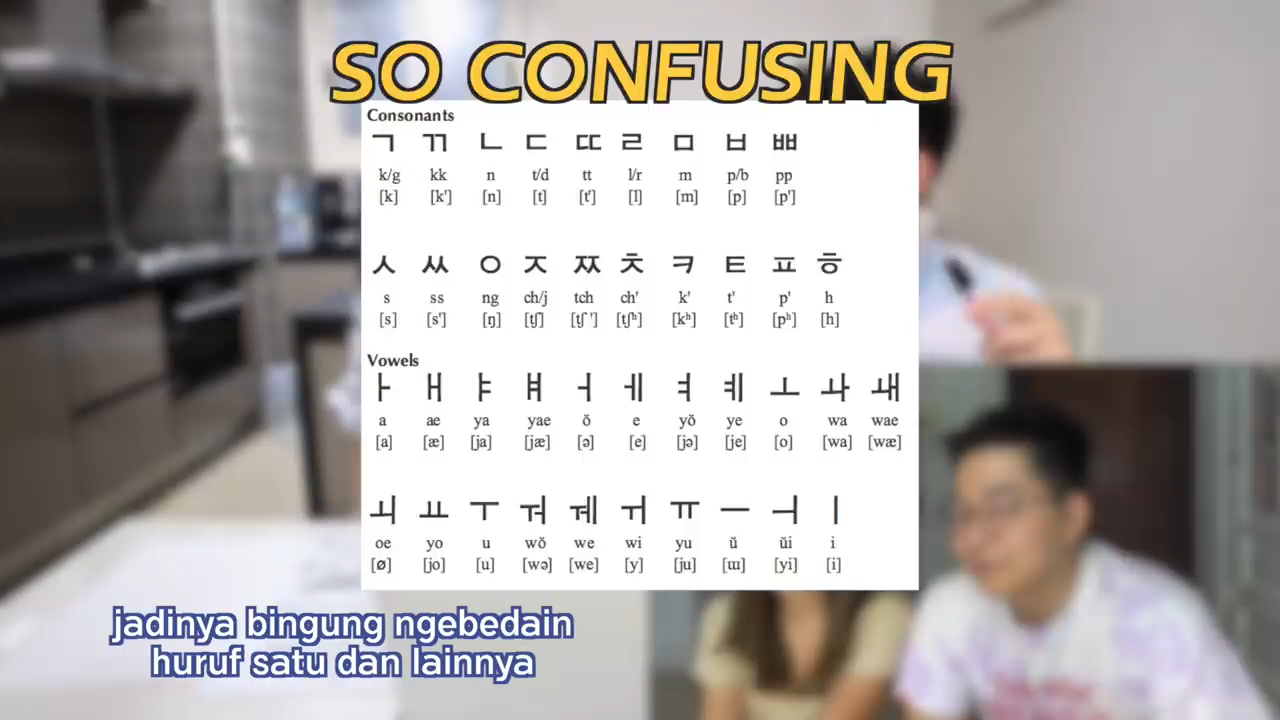 SO CONFUSING
Consonants
ㄱ ㄲ ㄴ ㄷ ㄸ ㄹ ㅁ ㅂ ㅃ
k/g kk n t/d tt l/r m p/b pp
[k] [k'] [n] [t] [t'] [l] [m] [p] [p']
ㅅ ㅆ ㅇ ㅈ ㅉ ㅊ ㅋ ㅌ ㅍ ㅎ
s ss ng ch/j tch ch' k' t' p' h
[s] [s'] [ŋ] [tʃ] [tʃ'] [tʃʰ] [kʰ] [tʰ] [pʰ] [h]
Vowels
ㅏ ㅐ ㅑ ㅒ ㅓ ㅔ ㅕ ㅖ ㅗ ㅘ ㅙ
a ae ya yae ŏ e yŏ ye o wa wae
[a] [æ] [ja] [jæ] [ə] [e] [jə] [je] [o] [wa] [wæ]
ㅚ ㅛ ㅜ ㅝ ㅞ ㅟ ㅠ ㅡ ㅢ ㅣ
oe yo u wŏ we wi yu ŭ ŭi i
[ø] [jo] [u] [wə] [we] [y] [ju] [ɯ] [yi] [i]
jadinya bingung ngebedain
huruf satu dan lainnya